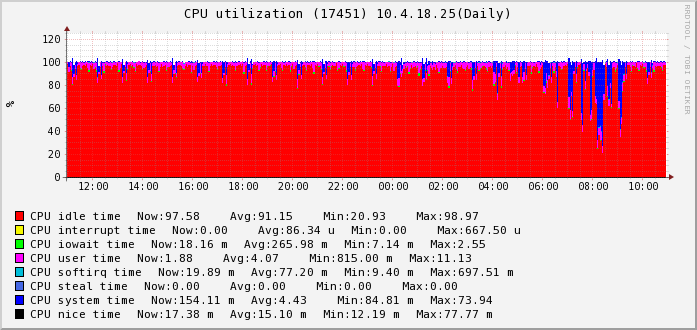 CPU utilization (17451) 10.4.18.25(Daily)
RRDTOOL / TOBI OETIKER
120
100
80
60
40
20
0
%
12:00 14:00 16:00 18:00 20:00 22:00 00:00 02:00 04:00 06:00 08:00 10:00
CPU idle time Now:97.58 Avg:91.15 Min:20.93 Max:98.97
CPU interrupt time Now:0.00 Avg:86.34 u Min:0.00 Max:667.50 u
CPU iowait time Now:18.16 m Avg:265.98 m Min:7.14 m Max:2.55
CPU user time Now:1.88 Avg:4.07 Min:815.00 m Max:11.13
CPU softirq time Now:19.89 m Avg:77.20 m Min:9.40 m Max:697.51 m
CPU steal time Now:0.00 Avg:0.00 Min:0.00 Max:0.00
CPU system time Now:154.11 m Avg:4.43 Min:84.81 m Max:73.94
CPU nice time Now:17.38 m Avg:15.10 m Min:12.19 m Max:77.77 m